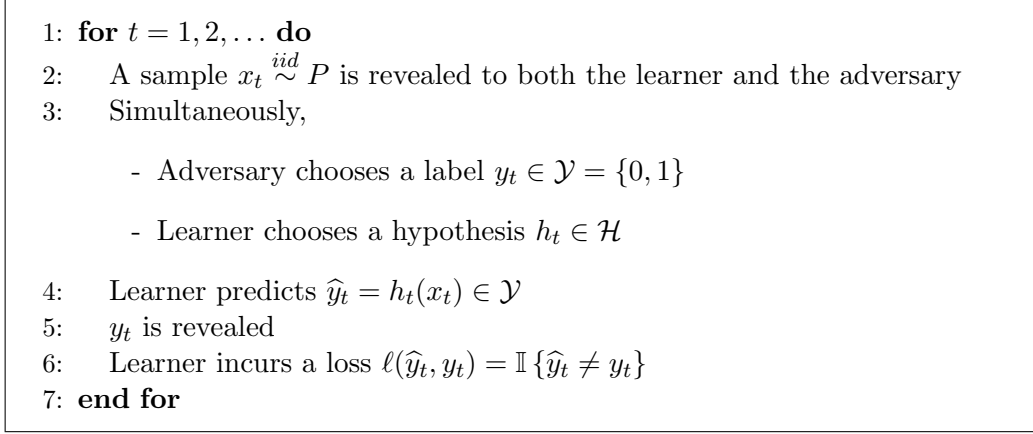 1: for t = 1, 2, . . . do
2: A sample x_t \overset{iid}{\sim} P is revealed to both the learner and the adversary
3: Simultaneously,
- Adversary chooses a label y_t ∈ 𝒴 = {0, 1}
- Learner chooses a hypothesis h_t ∈ ℋ
4: Learner predicts ŷ_t = h_t(x_t) ∈ 𝒴
5: y_t is revealed
6: Learner incurs a loss ℓ(ŷ_t, y_t) = 𝕀 {ŷ_t ≠ y_t}
7: end for